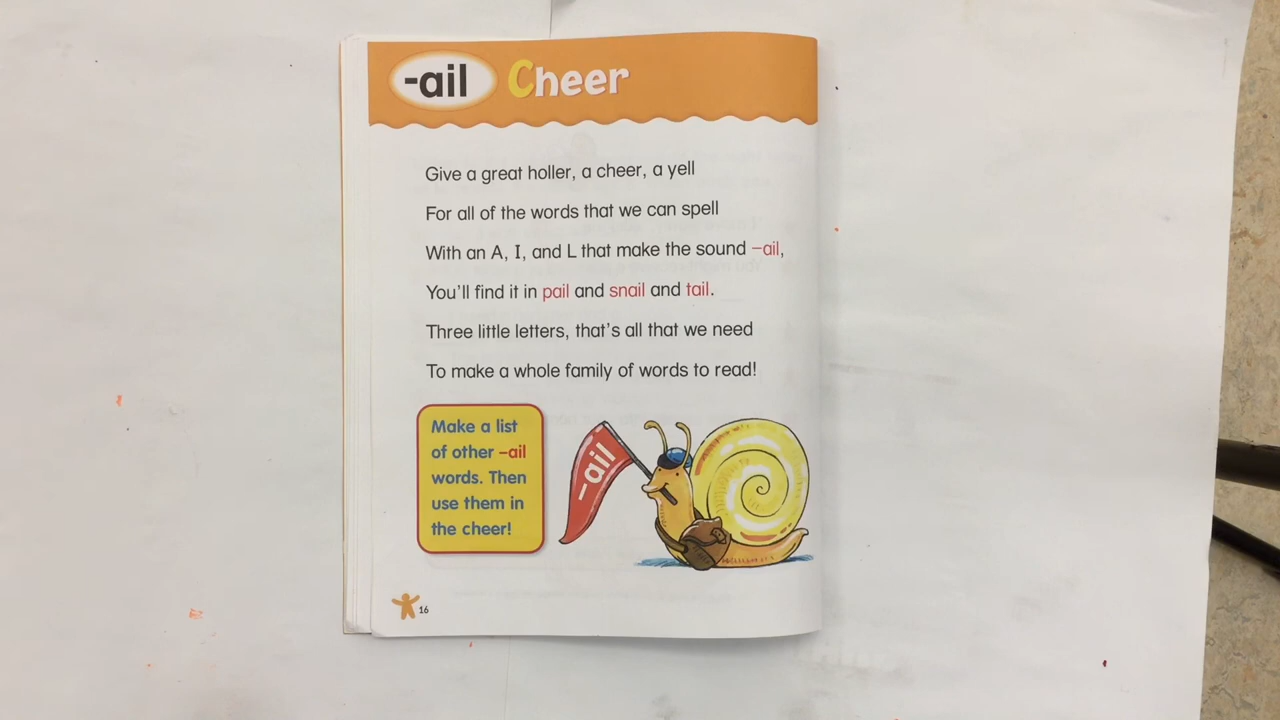 -ail Cheer
Give a great holler, a cheer, a yell
For all of the words that we can spell
With an A, I, and L that make the sound –ail,
You'll find it in pail and snail and tail.
Three little letters, that's all that we need
To make a whole family of words to read!
Make a list
of other –ail
words. Then
use them in
the cheer!
–ail
16